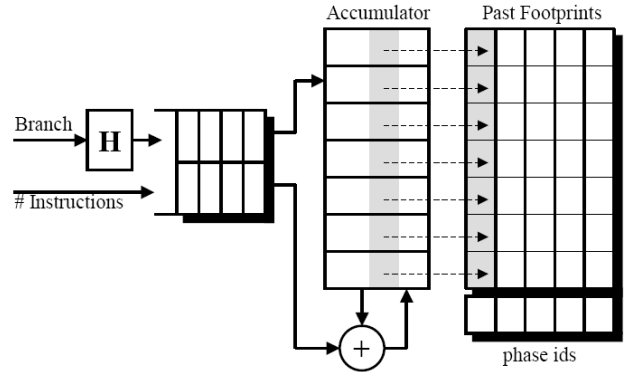 Accumulator
Past Footprints
Branch
H
# Instructions
+
phase ids